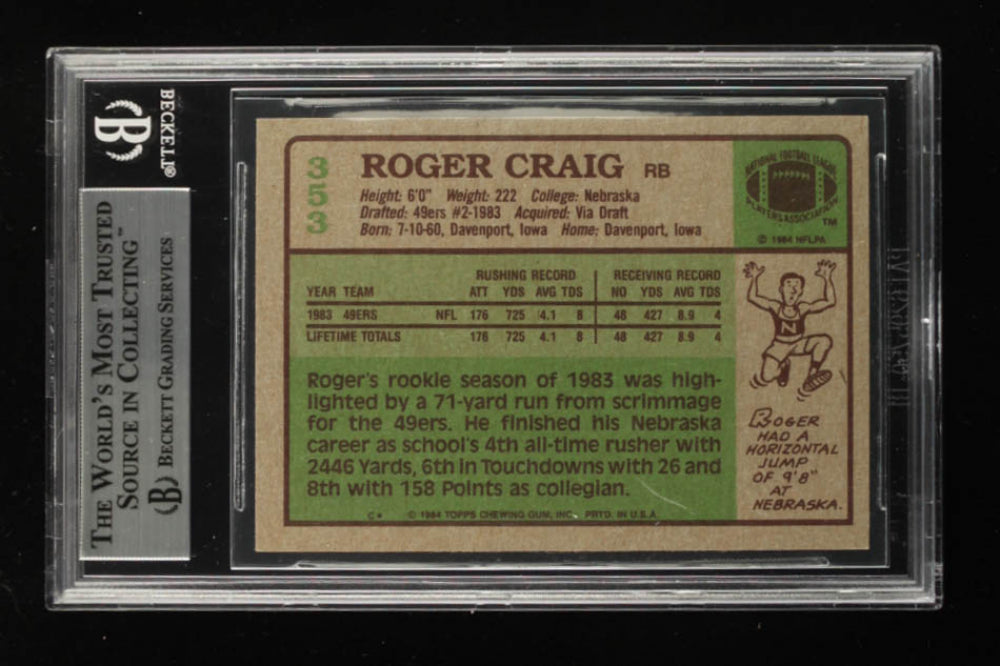 BECKETT®
B
THE WORLD'S MOST TRUSTED
SOURCE IN COLLECTING™
B BECKETT GRADING SERVICES
353
ROGER CRAIG RB
Height: 6'0" Weight: 222 College: Nebraska
Drafted: 49ers #2-1983 Acquired: Via Draft
Born: 7-10-60, Davenport, Iowa Home: Davenport, Iowa
NATIONAL FOOTBALL LEAGUE
PLAYERS ASSOCIATION
TM
© 1984 NFLPA
RUSHING RECORD RECEIVING RECORD
YEAR TEAM ATT YDS AVG TDS NO YDS AVG TDS
1983 49ERS NFL 176 725 4.1 8 48 427 8.9 4
LIFETIME TOTALS 176 725 4.1 8 48 427 8.9 4
Roger's rookie season of 1983 was high-
lighted by a 71-yard run from scrimmage
for the 49ers. He finished his Nebraska
career as school's 4th all-time rusher with
2446 Yards, 6th in Touchdowns with 26 and
8th with 158 Points as collegian.
N
ROGER
HAD A
HORIZONTAL
JUMP
OF 9'8"
AT
NEBRASKA.
C* © 1984 TOPPS CHEWING GUM, INC. PRTD. IN U.S.A.